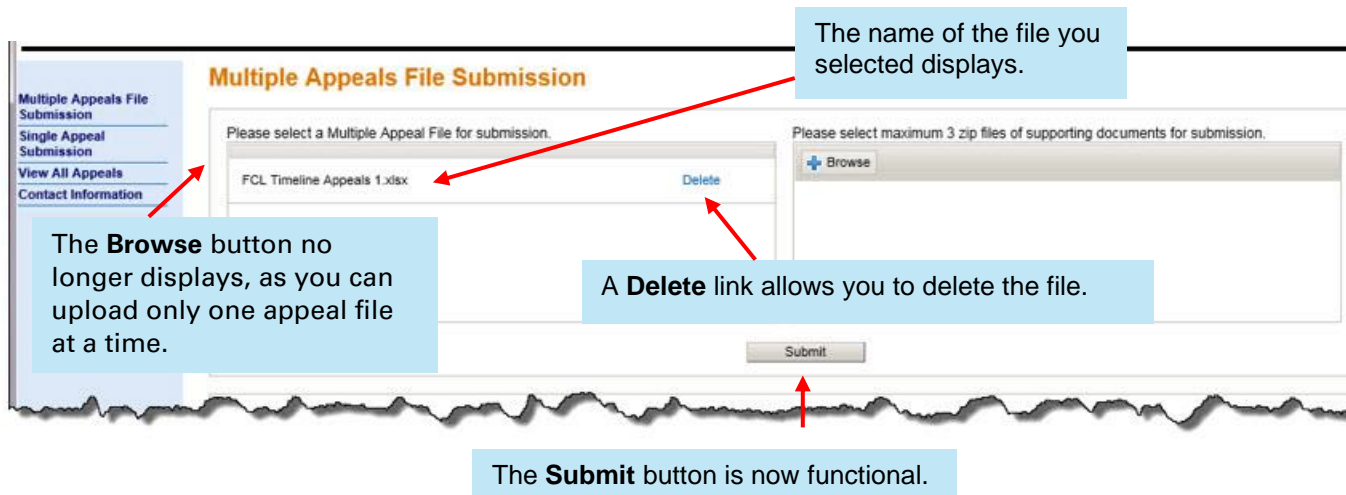 The name of the file you
selected displays.
Multiple Appeals File Submission
Multiple Appeals File
Submission
Single Appeal
Submission
View All Appeals
Contact Information
Please select a Multiple Appeal File for submission.
FCL Timeline Appeals 1.xlsx
Delete
Please select maximum 3 zip files of supporting documents for submission.
Browse
The Browse button no
longer displays, as you can
upload only one appeal file
at a time.
A Delete link allows you to delete the file.
Submit
The Submit button is now functional.